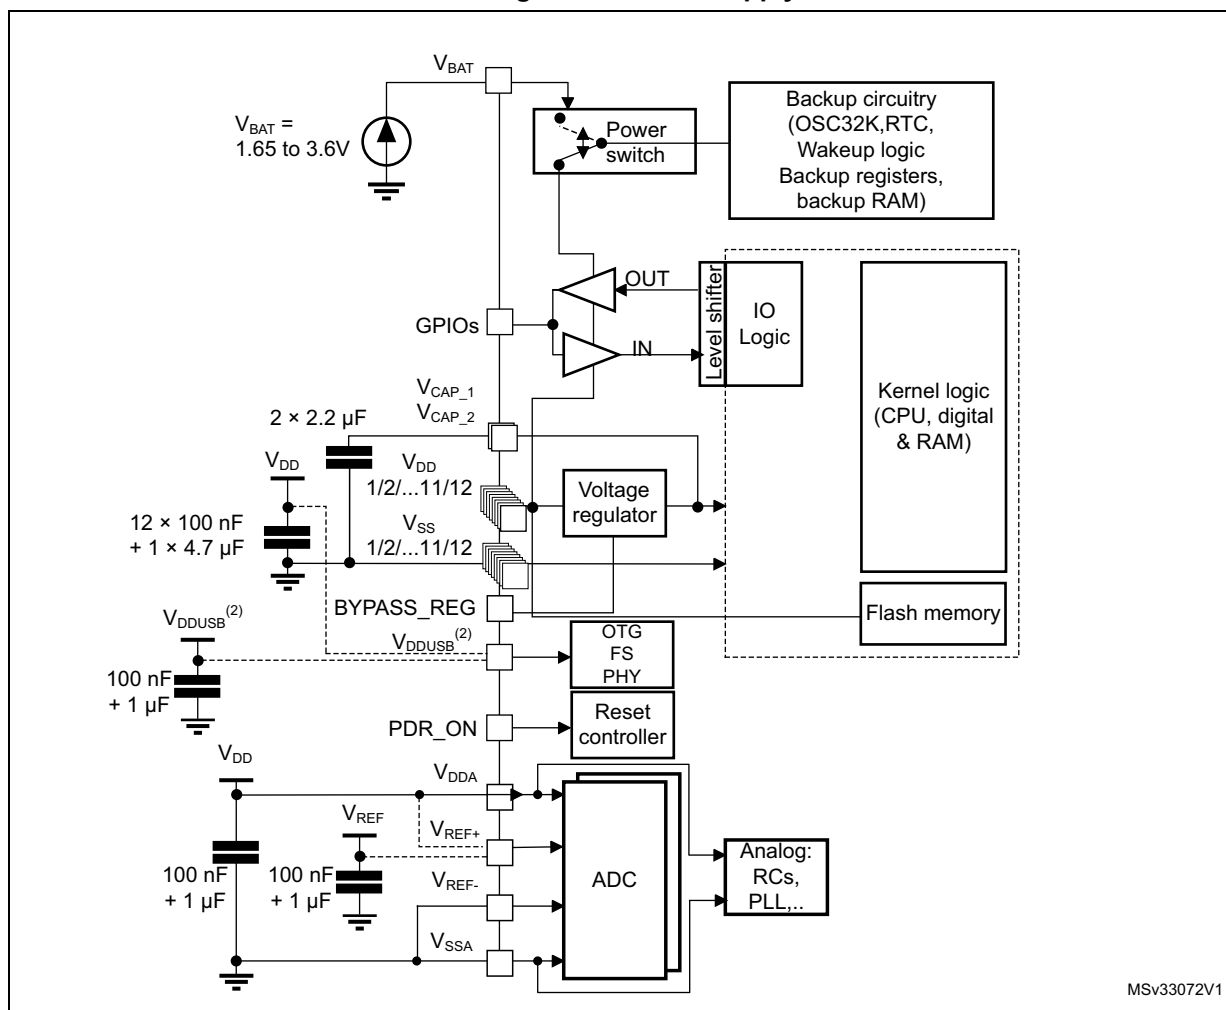 V_BAT
V_BAT =
1.65 to 3.6V
Power
switch
Backup circuitry
(OSC32K,RTC,
Wakeup logic
Backup registers,
backup RAM)
OUT
GPIOs
IN
Level shifter
IO
Logic
Kernel logic
(CPU, digital
& RAM)
V_CAP_1
V_CAP_2
2 × 2.2 µF
V_DD
V_DD
1/2/...11/12
Voltage
regulator
12 × 100 nF
+ 1 × 4.7 µF
V_SS
1/2/...11/12
BYPASS_REG
Flash memory
V_DDUSB(2)
V_DDUSB(2)
OTG
FS
PHY
100 nF
+ 1 µF
PDR_ON
Reset
controller
V_DD
V_DDA
V_REF
V_REF+
100 nF
+ 1 µF
100 nF
+ 1 µF
V_REF-
ADC
Analog:
RCs,
PLL,..
V_SSA
MSv33072V1